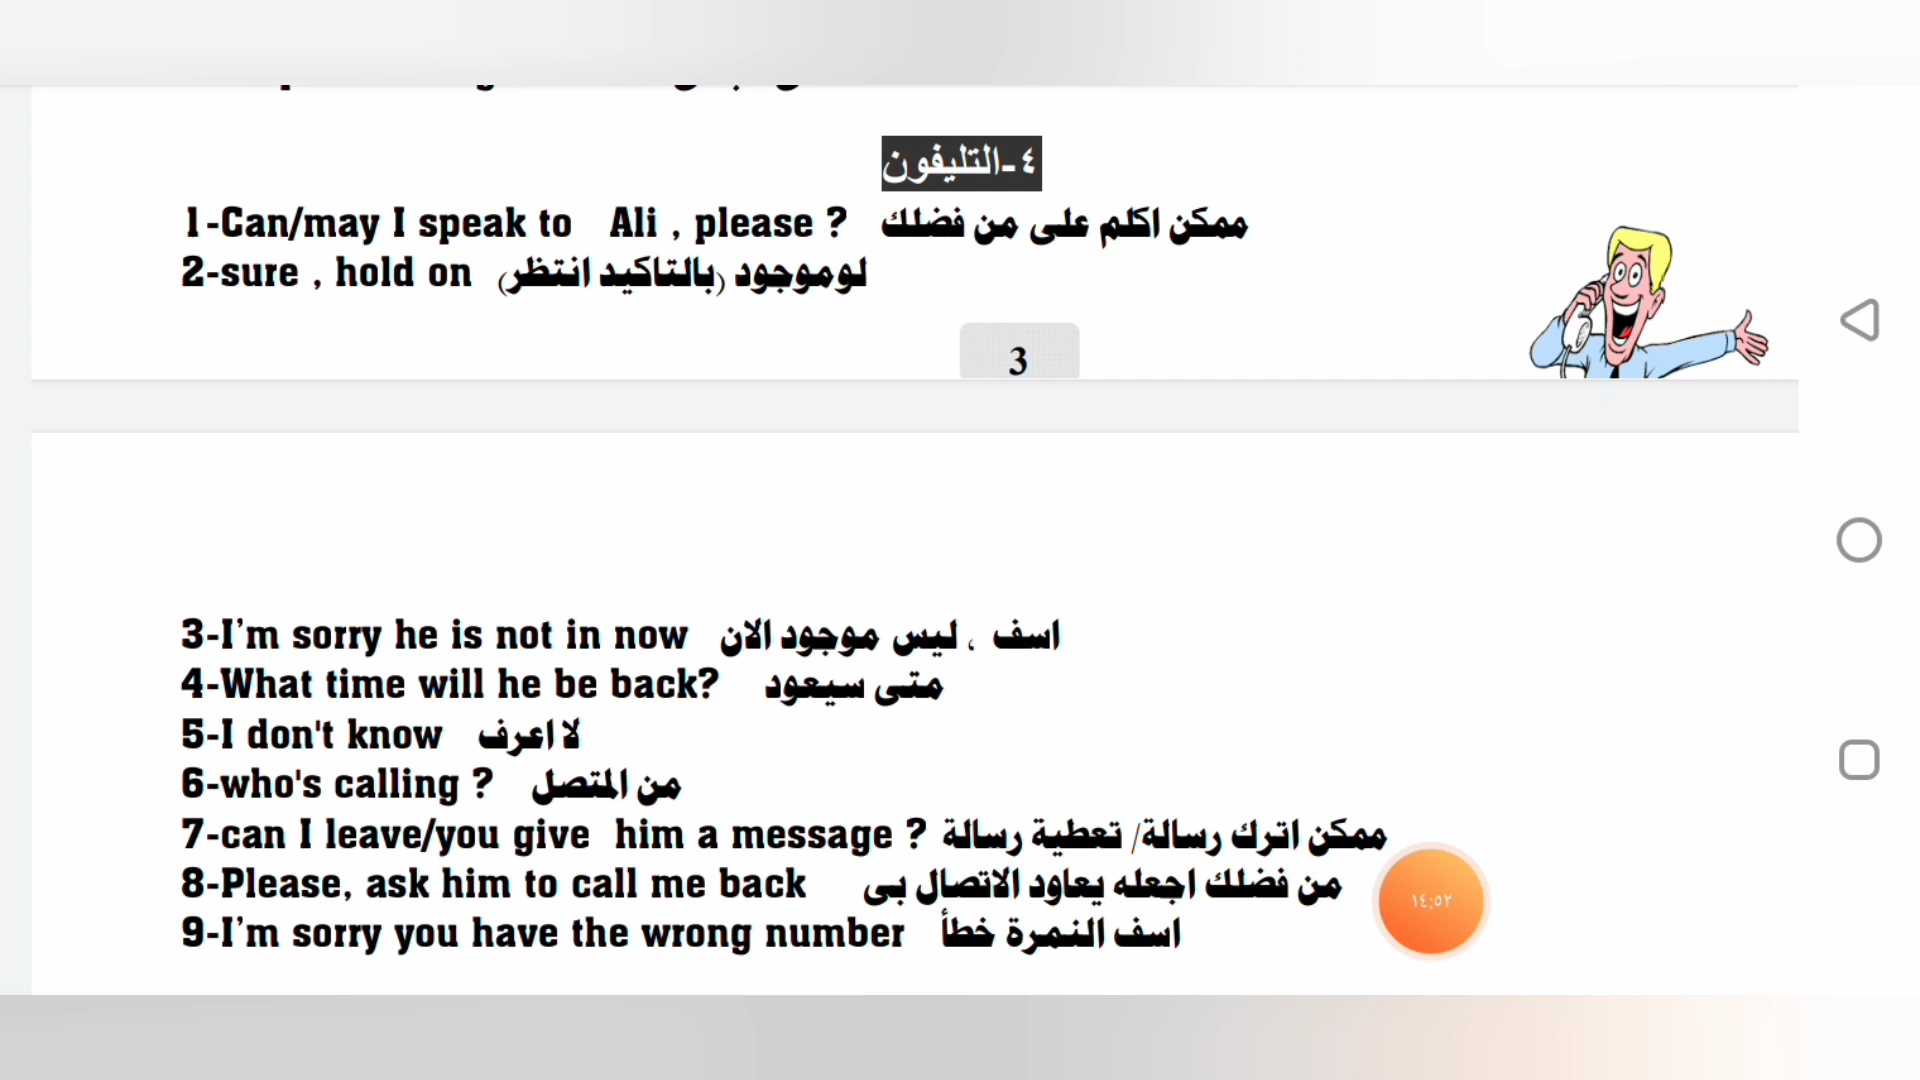 ٤-التليفون
1-Can/may I speak to Ali , please ? ممكن اكلم على من فضلك
2-sure , hold on لوموجود (بالتاكيد انتظر)
3
3-I'm sorry he is not in now اسف ، ليس موجود الان
4-What time will he be back? متى سيعود
5-I don't know لا اعرف
6-who's calling ? من المتصل
7-can I leave/you give him a message ? ممكن اترك رسالة/ تعطية رسالة
8-Please, ask him to call me back من فضلك اجعله يعاود الاتصال بى
١٤:٥٢
9-I'm sorry you have the wrong number اسف النمرة خطأ